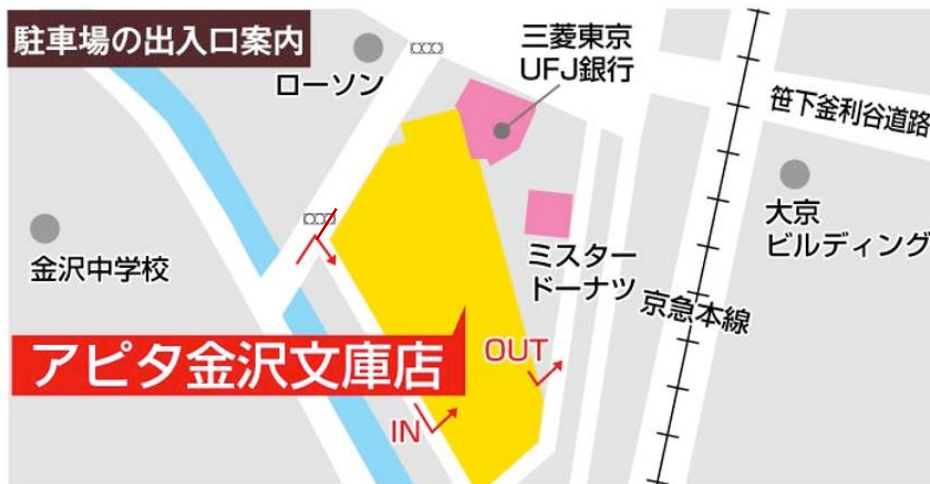 駐車場の出入口案内
ローソン
三菱東京
UFJ銀行
笹下釜利谷道路
大京
ビルディング
金沢中学校
ミスター
ドーナツ
京急本線
アピタ金沢文庫店
OUT
IN